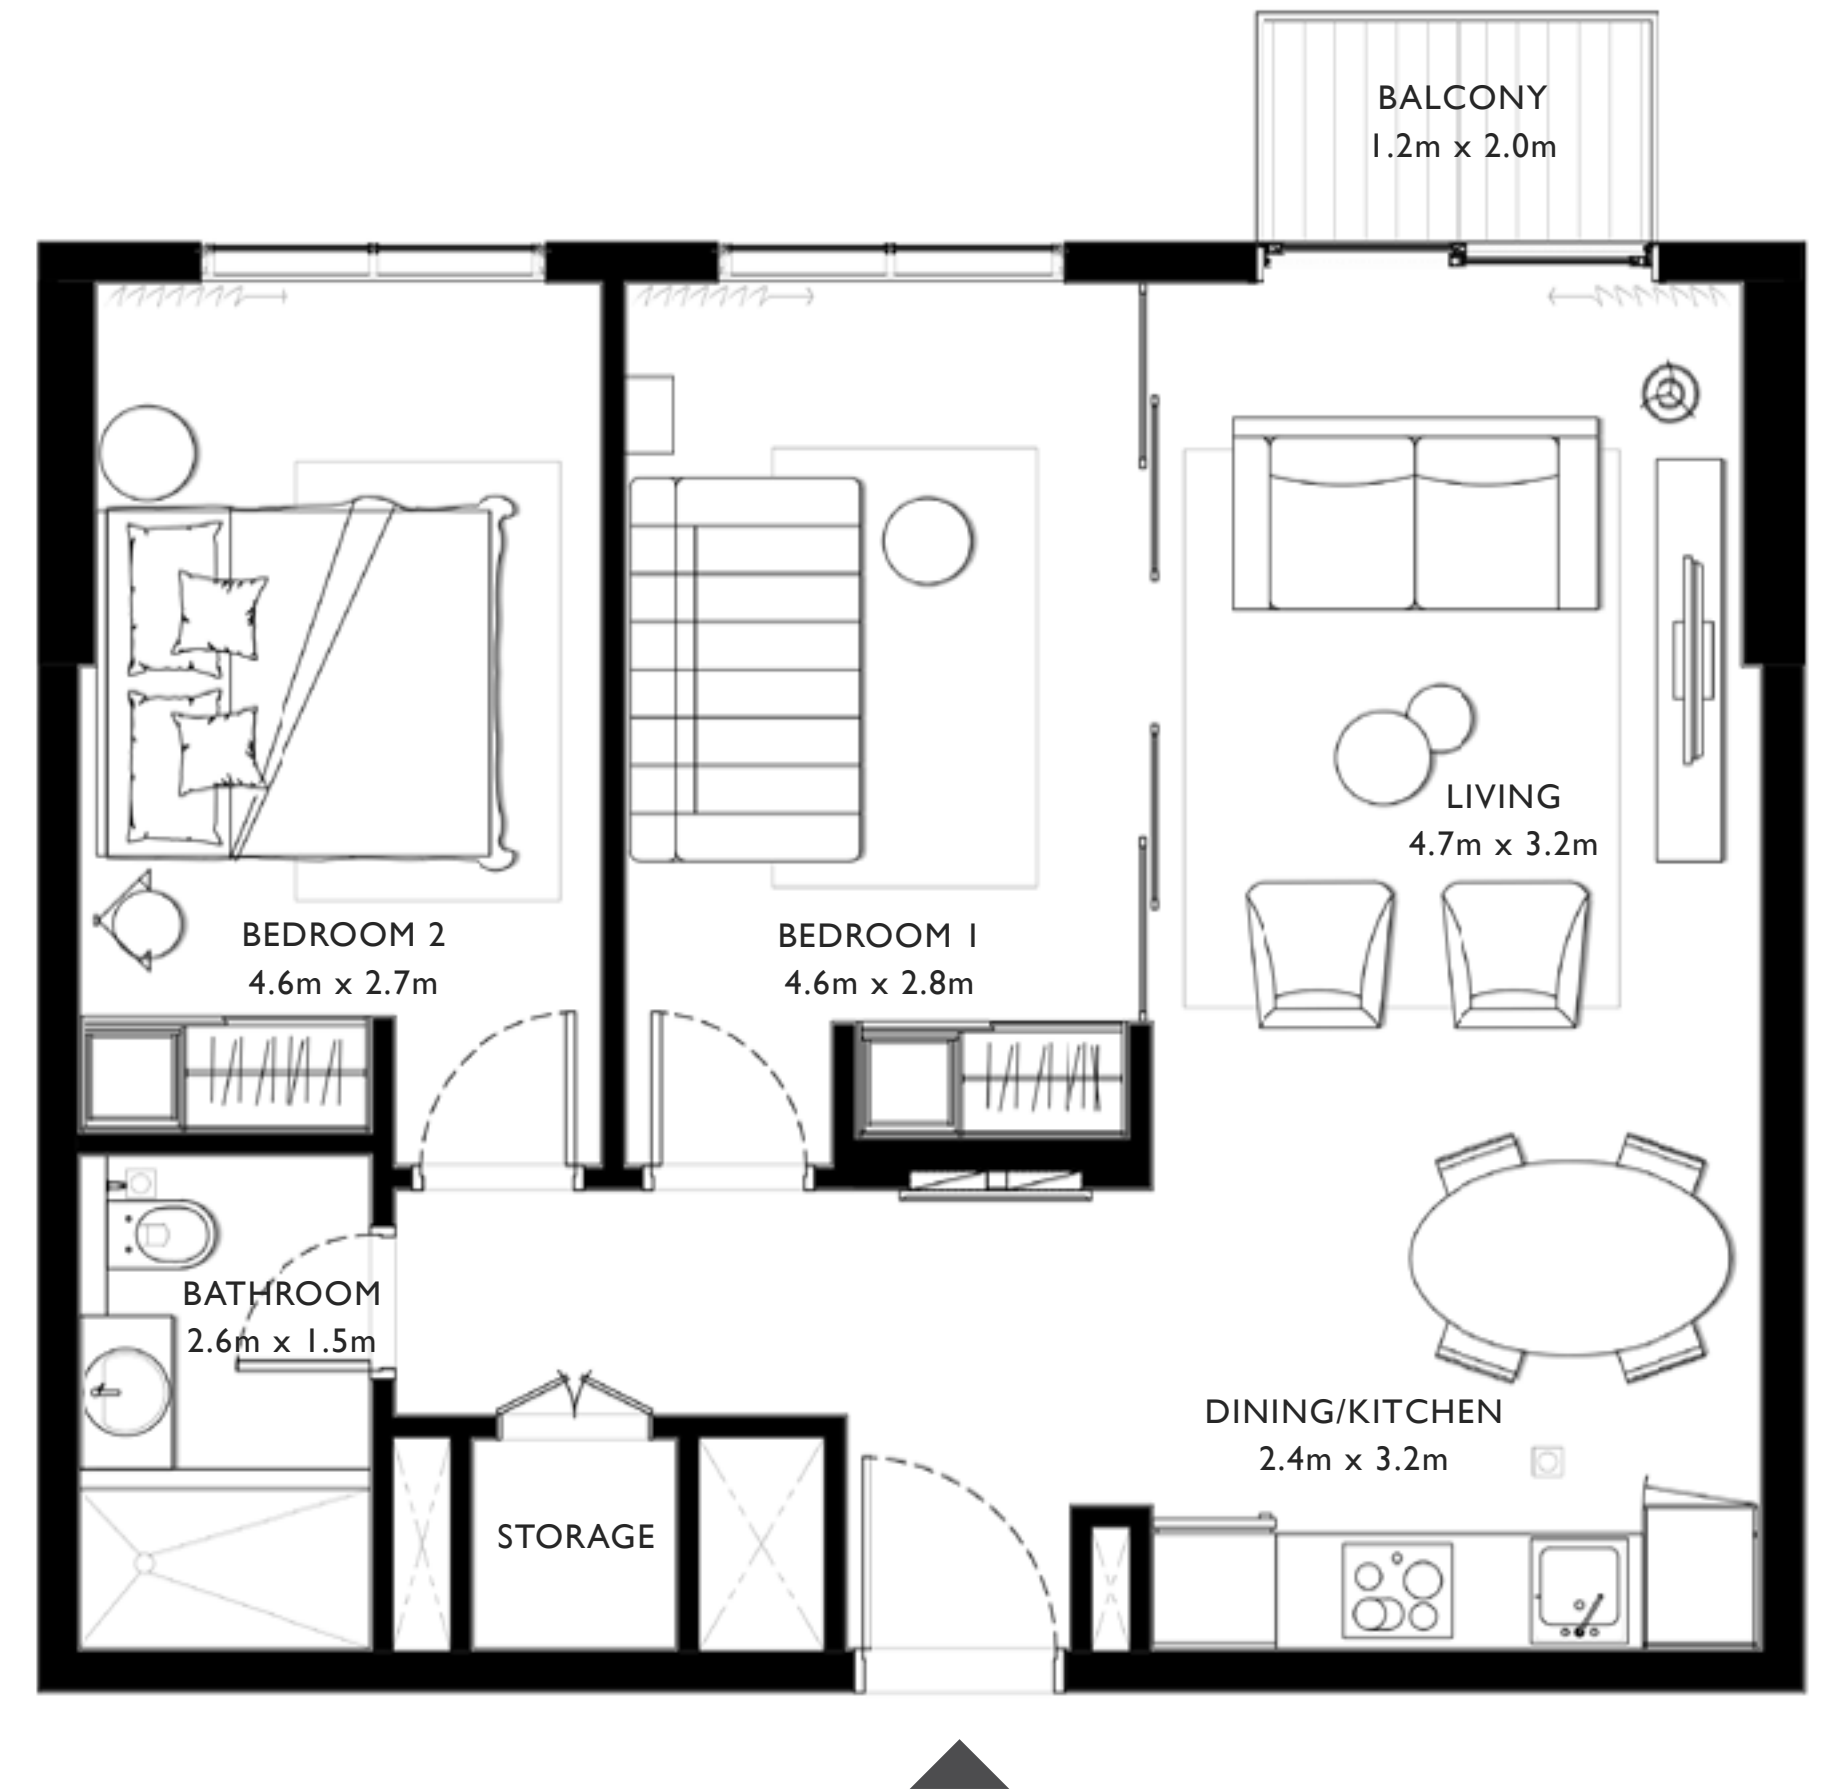 BALCONY
1.2m x 2.0m
LIVING
4.7m x 3.2m
BEDROOM 2
4.6m x 2.7m
BEDROOM 1
4.6m x 2.8m
BATHROOM
2.6m x 1.5m
DINING/KITCHEN
2.4m x 3.2m
STORAGE